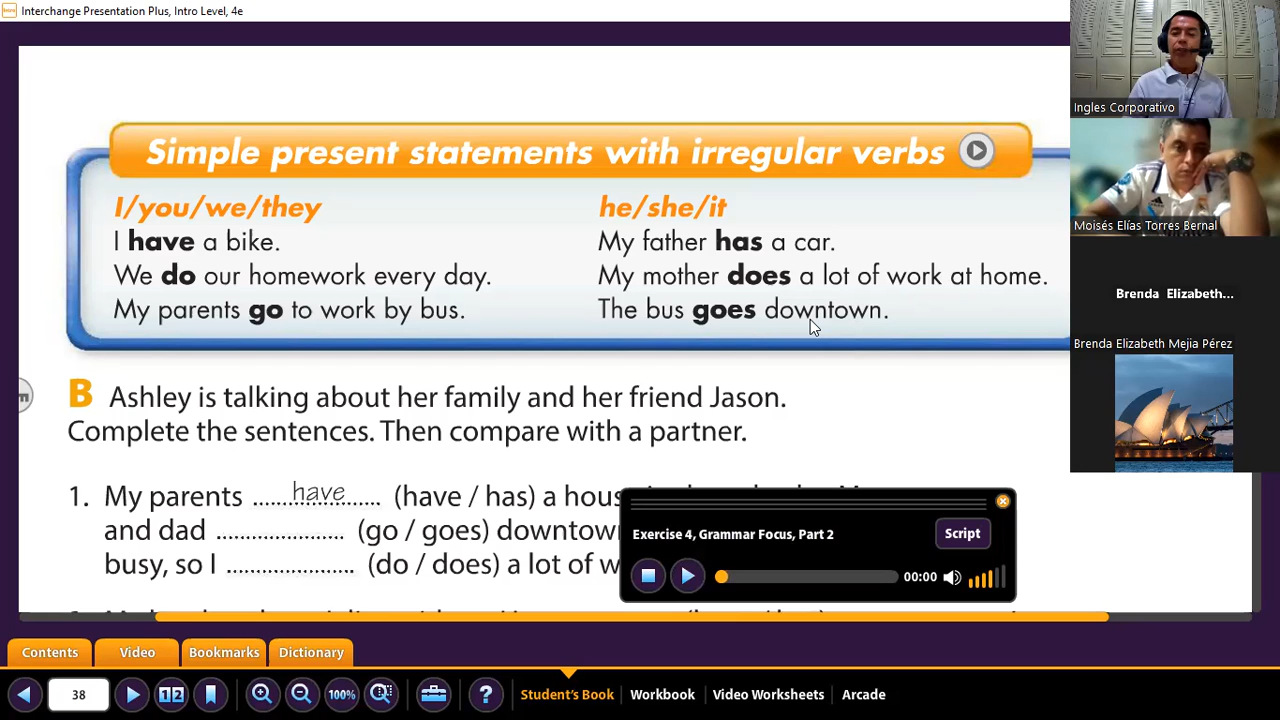 Interchange Presentation Plus, Intro Level, 4e
Simple present statements with irregular verbs
I/you/we/they
I have a bike.
We do our homework every day.
My parents go to work by bus.
he/she/it
My father has a car.
My mother does a lot of work at home.
The bus goes downtown.
B Ashley is talking about her family and her friend Jason.
Complete the sentences. Then compare with a partner.
1. My parents ....have.... (have / has) a hous
and dad ...................... (go / goes) downtown
busy, so I ...................... (do / does) a lot of w
Exercise 4, Grammar Focus, Part 2
Script
00:00
Ingles Corporativo
Moisés Elías Torres Bernal
Brenda Elizabeth...
Brenda Elizabeth Mejia Pérez
Contents
Video
Bookmarks
Dictionary
38
1 2
100%
?
Student's Book
Workbook
Video Worksheets
Arcade